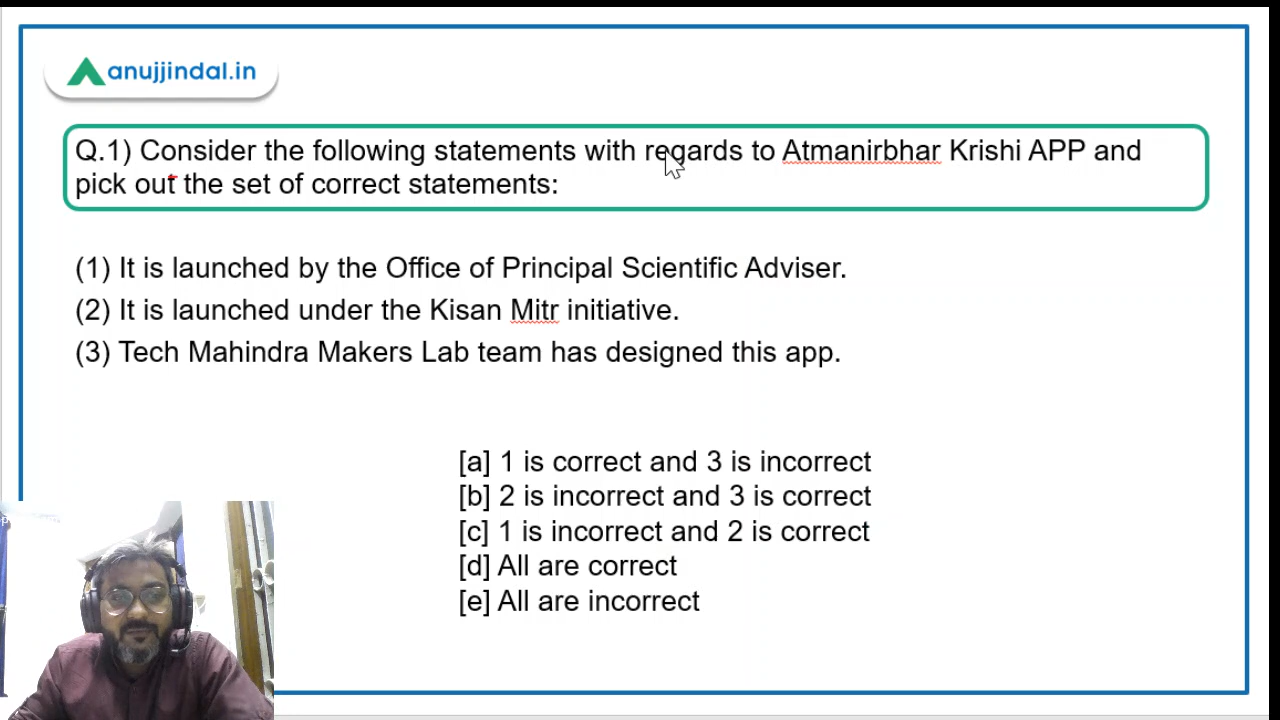 anujjindal.in
Q.1) Consider the following statements with regards to Atmanirbhar Krishi APP and
pick out the set of correct statements:
(1) It is launched by the Office of Principal Scientific Adviser.
(2) It is launched under the Kisan Mitr initiative.
(3) Tech Mahindra Makers Lab team has designed this app.
[a] 1 is correct and 3 is incorrect
[b] 2 is incorrect and 3 is correct
[c] 1 is incorrect and 2 is correct
[d] All are correct
[e] All are incorrect